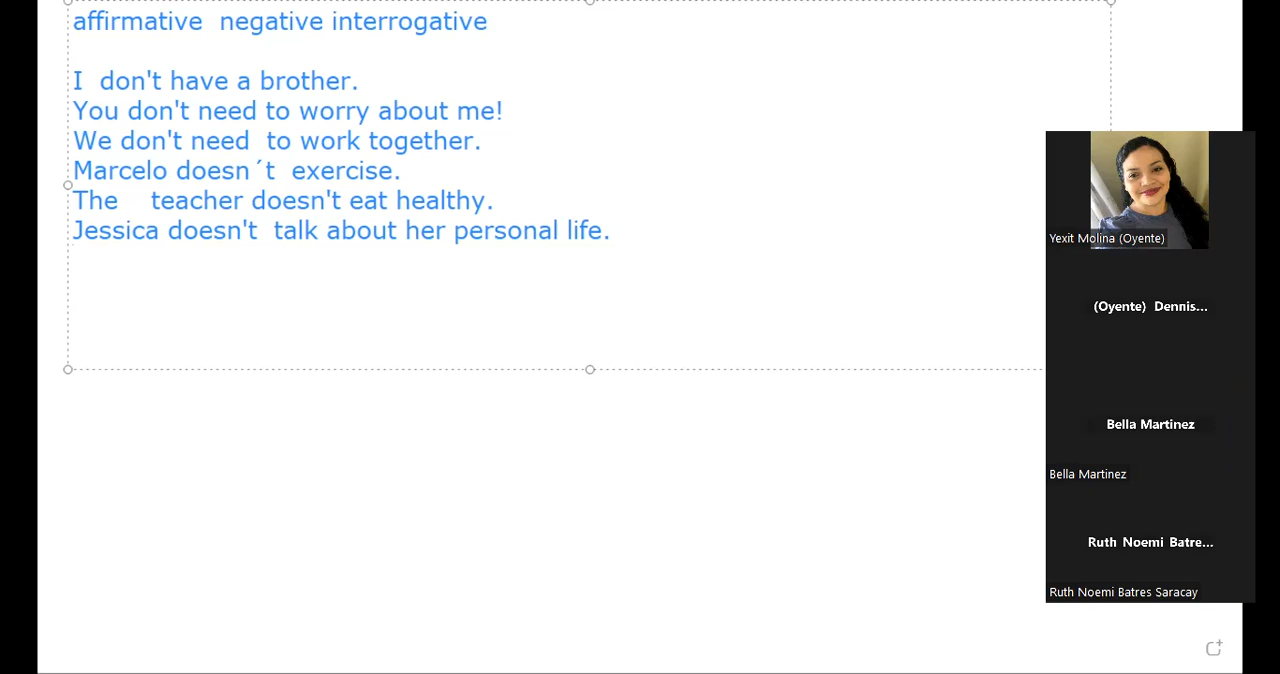 affirmative  negative interrogative
I  don't have a brother.
You don't need to worry about me!
We don't need  to work together.
Marcelo doesn´t  exercise.
The    teacher doesn't eat healthy.
Jessica doesn't  talk about her personal life.
Yexit Molina (Oyente)
(Oyente)  Dennis...
Bella Martinez
Bella Martinez
Ruth Noemi Batre...
Ruth Noemi Batres Saracay